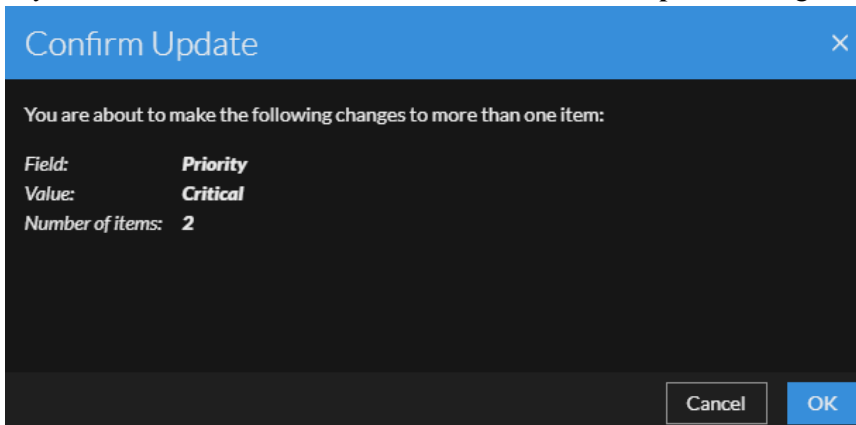 Confirm Update ×
You are about to make the following changes to more than one item:
Field: Priority
Value: Critical
Number of items: 2
Cancel OK